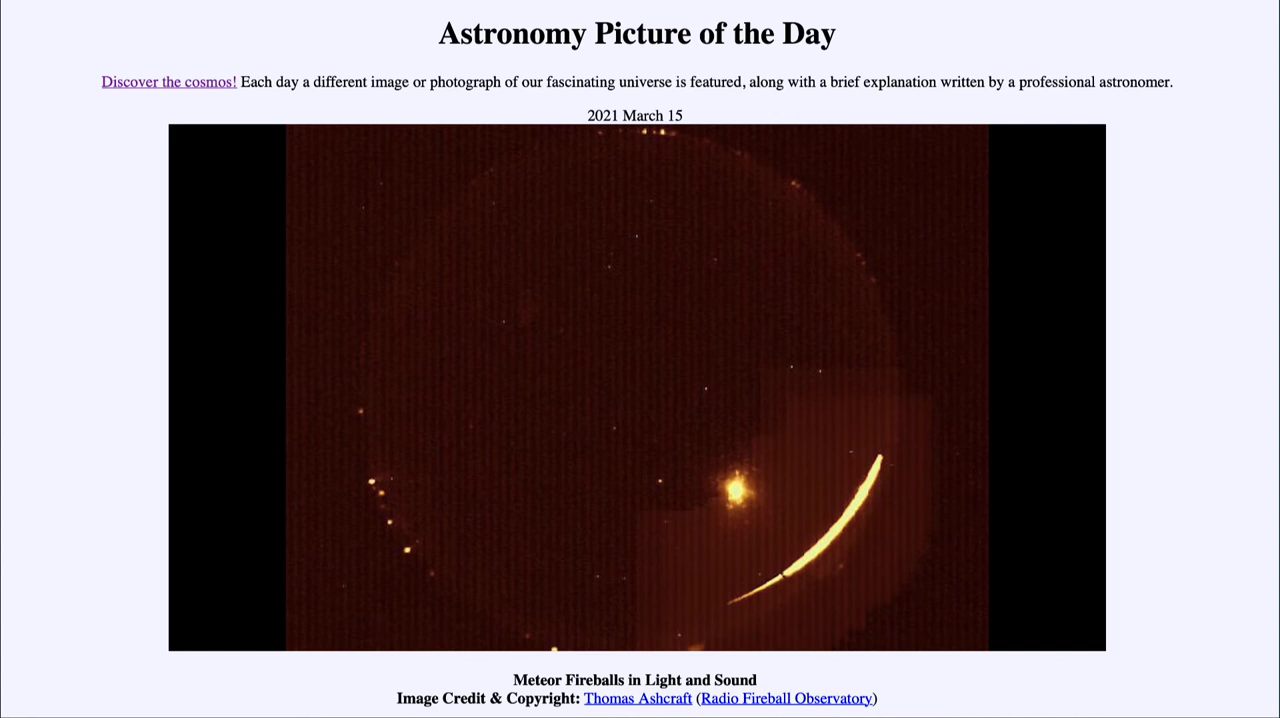 Astronomy Picture of the Day
Discover the cosmos! Each day a different image or photograph of our fascinating universe is featured, along with a brief explanation written by a professional astronomer.
2021 March 15
Meteor Fireballs in Light and Sound
Image Credit & Copyright: Thomas Ashcraft (Radio Fireball Observatory)